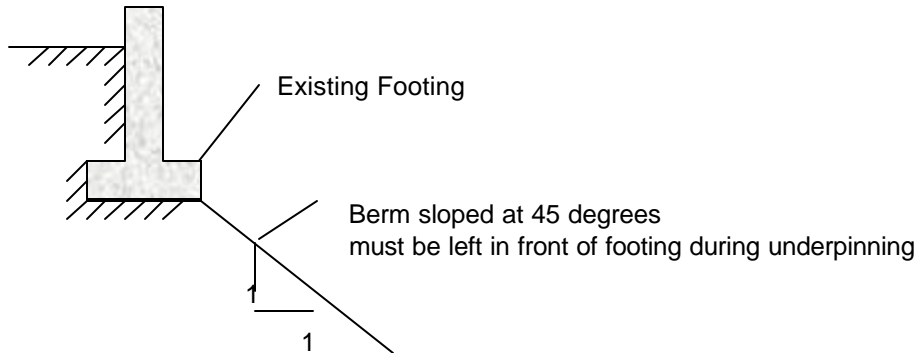 Existing Footing
Berm sloped at 45 degrees
must be left in front of footing during underpinning
1
1